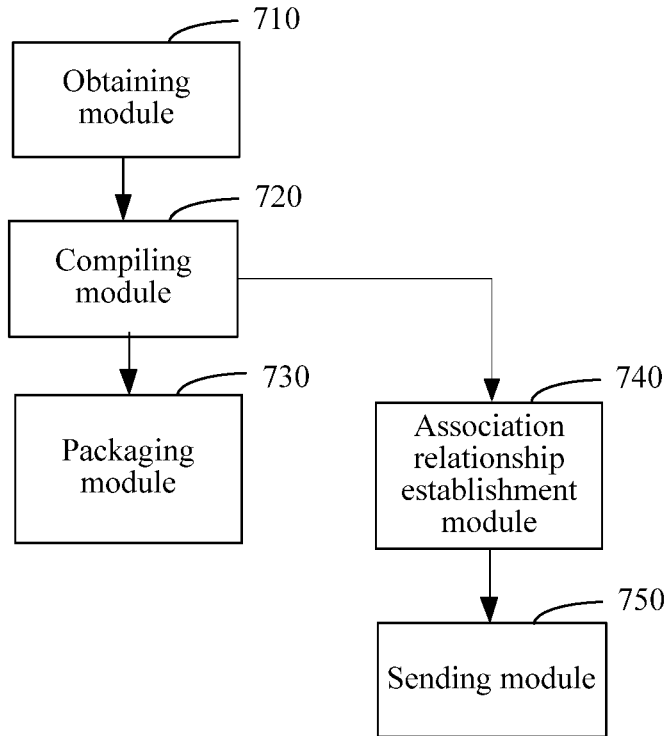 710
Obtaining
module
720
Compiling
module
730
Packaging
module
740
Association
relationship
establishment
module
750
Sending module